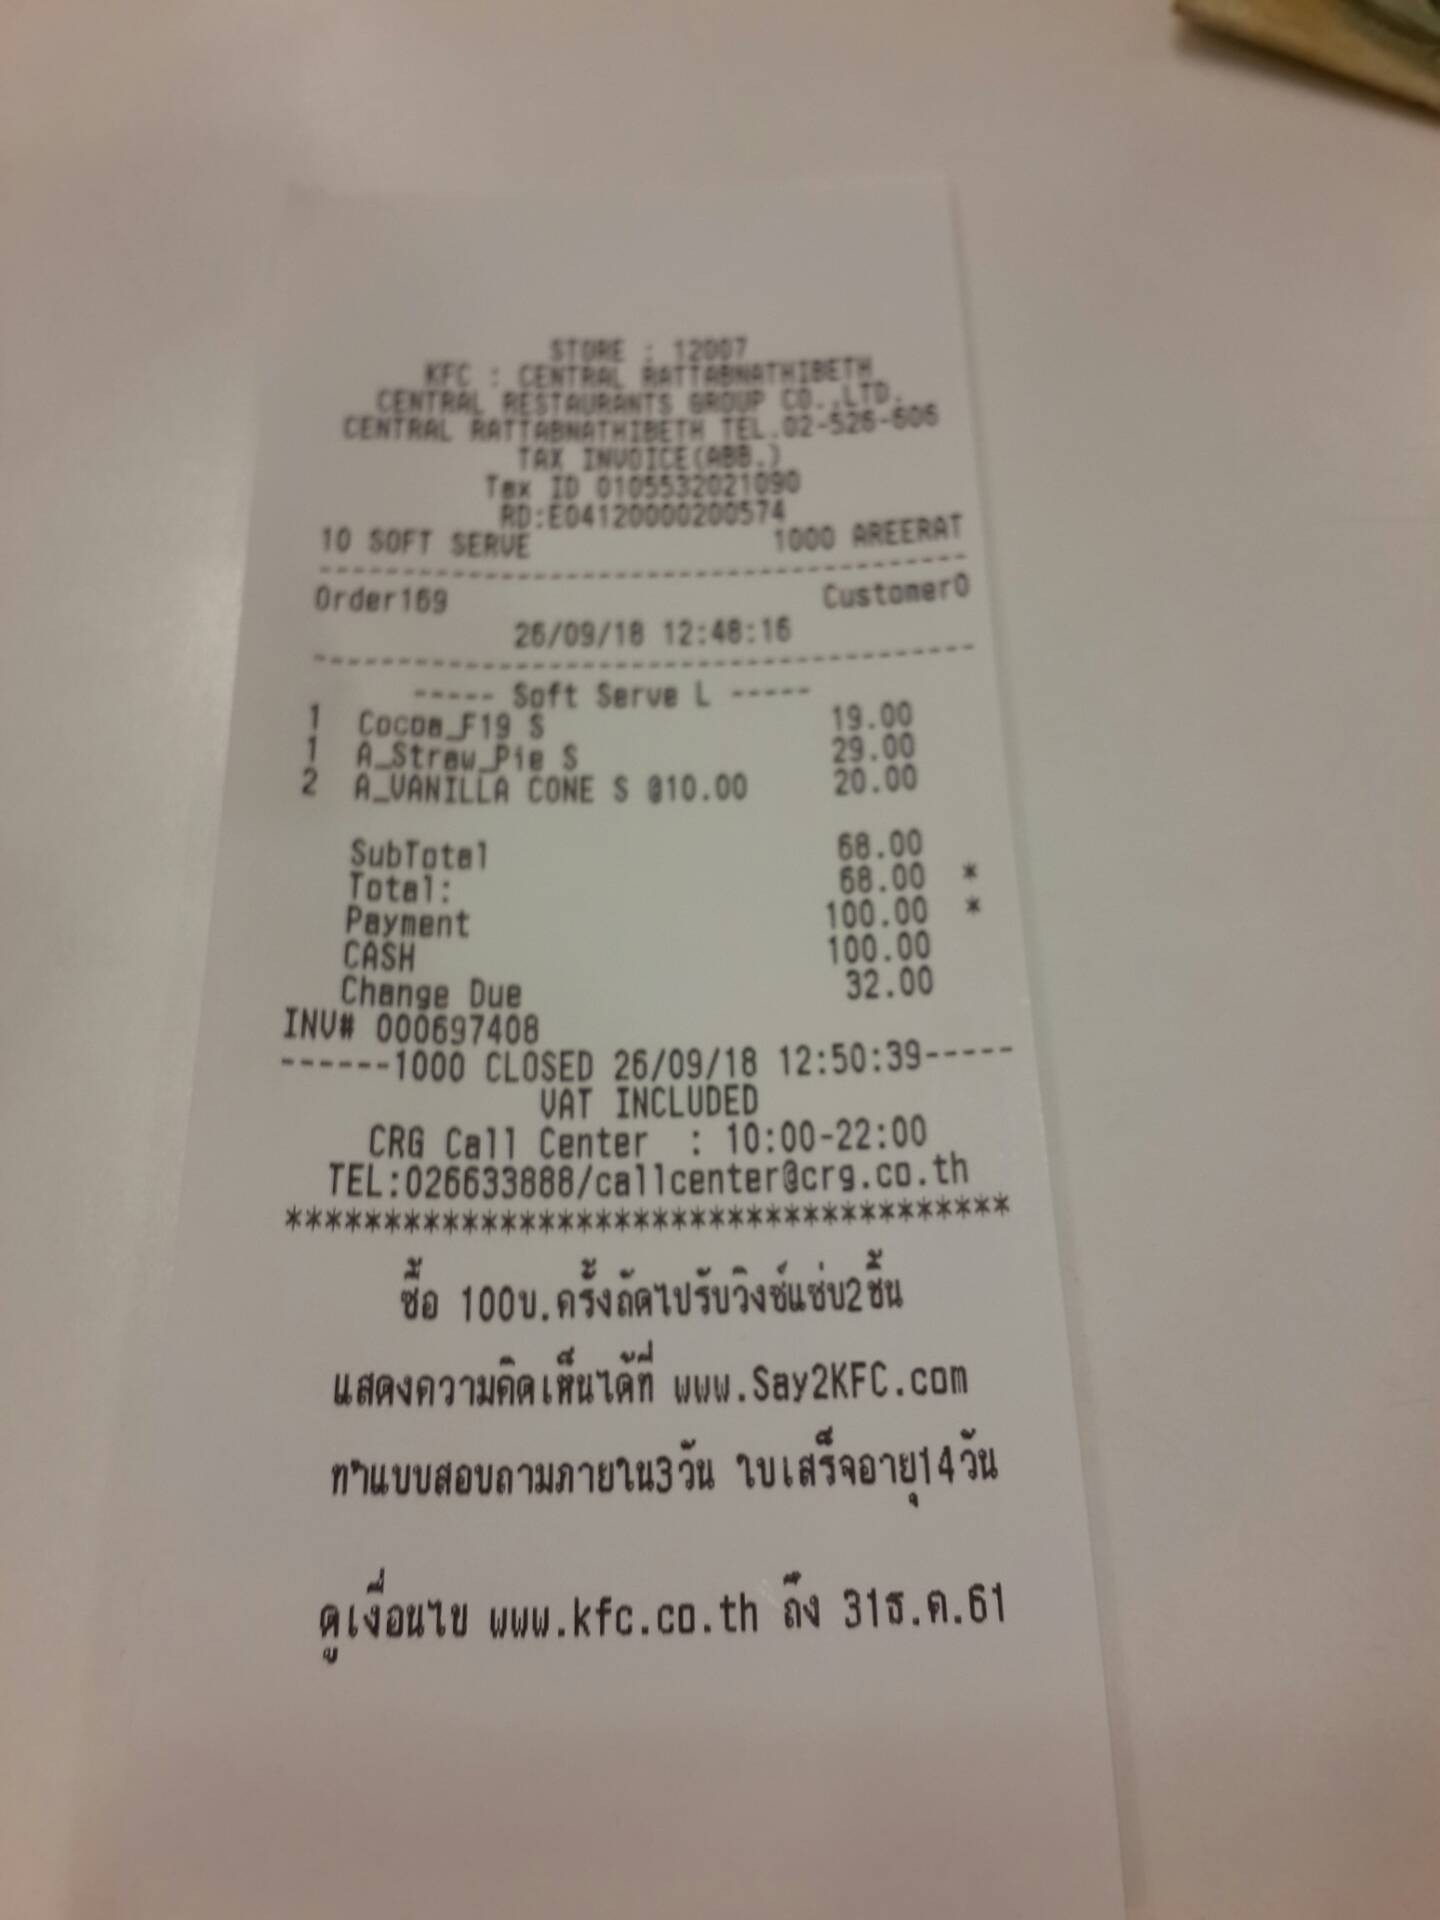 STORE : 12007
KFC : CENTRAL RATTABNATHIBETH
CENTRAL RESTAURANTS GROUP CO.,LTD.
CENTRAL RATTABNATHIBETH TEL.02-526-606
TAX INVOICE(ABB.)
Tax ID 0105532021090
RD:E04120000200574
10 SOFT SERVE 1000 AREERAT
Order169 Customer0
26/09/18 12:48:16
----- Soft Serve L -----
1 Cocoa_F19 S 19.00
1 A_Straw_Pie S 29.00
2 A_VANILLA CONE S @10.00 20.00
SubTotal 68.00
Total: 68.00 *
Payment 100.00 *
CASH 100.00
Change Due 32.00
INV# 000697408
------1000 CLOSED 26/09/18 12:50:39-----
VAT INCLUDED
CRG Call Center : 10:00-22:00
TEL:026633888/callcenter@crg.co.th
**************************************
ซื้อ 100บ.ครั้งถัดไปรับวิงซ์แซ่บ2ชิ้น
แสดงความคิดเห็นได้ที่ www.Say2KFC.com
ทำแบบสอบถามภายใน3วัน ใบเสร็จอายุ14วัน
ดูเงื่อนไข www.kfc.co.th ถึง 31ธ.ค.61